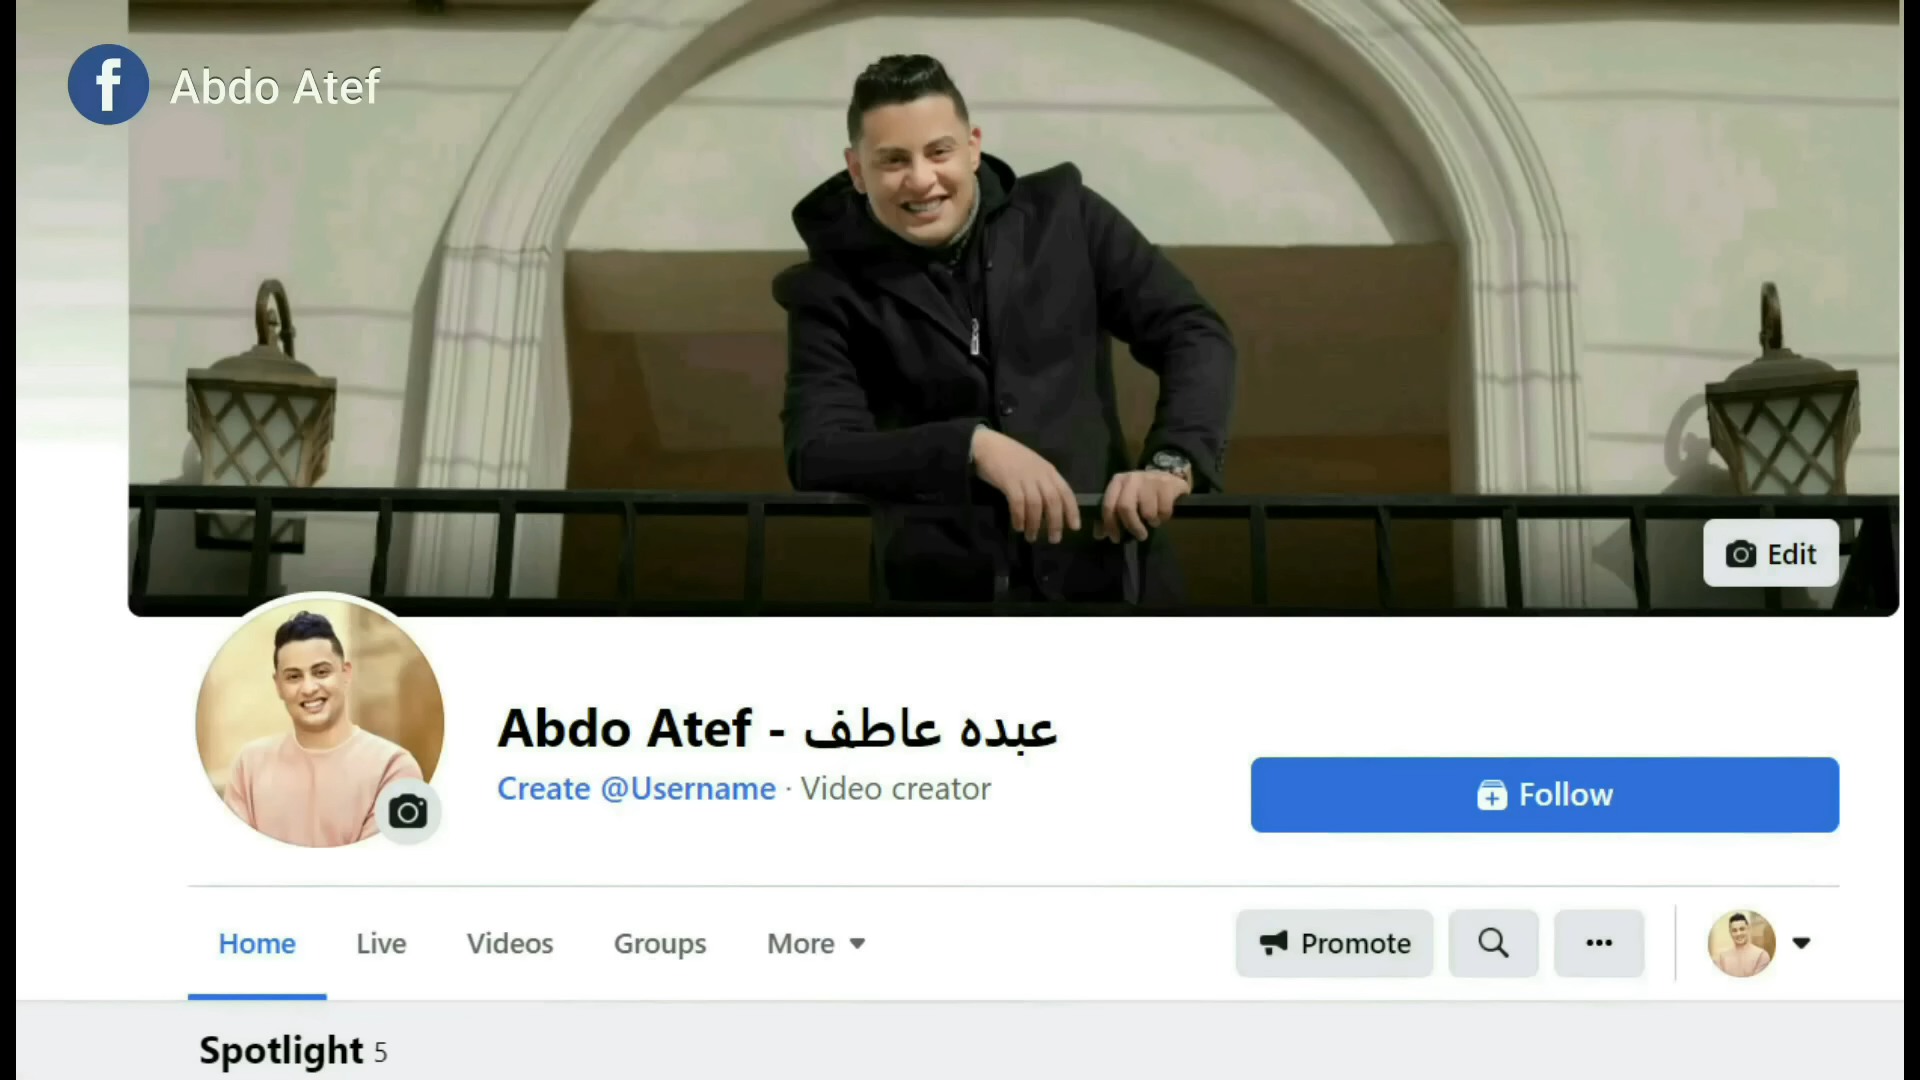 f Abdo Atef
Edit
Abdo Atef - عبده عاطف
Create @Username · Video creator
Follow
Home Live Videos Groups More
Promote
Spotlight 5